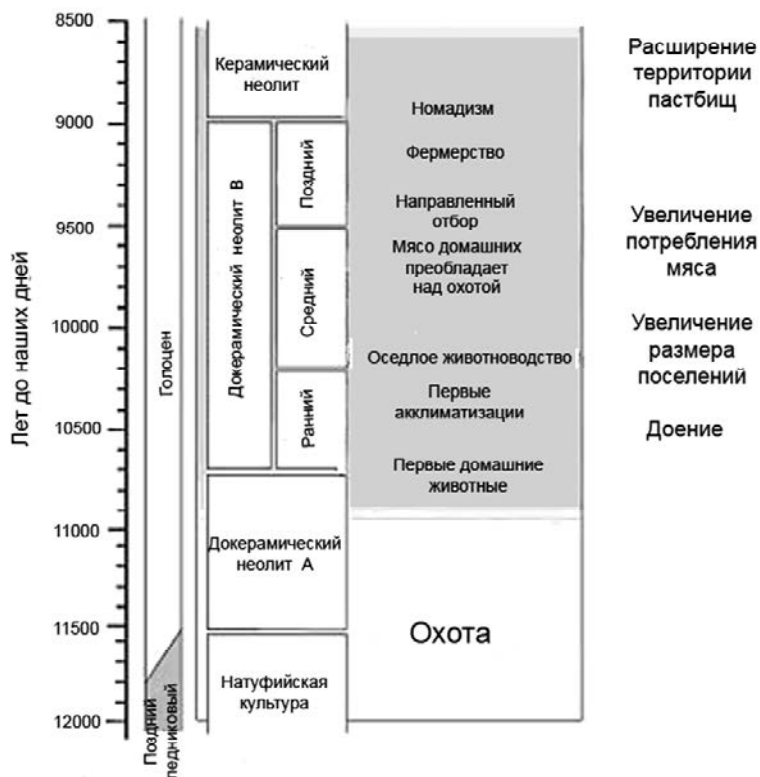 8500
9000
9500
10000
10500
11000
11500
12000
Лет до наших дней
Голоцен
Поздний
ледниковый
Керамический
неолит
Докерамический неолит В
Поздний
Средний
Ранний
Докерамический
неолит А
Натуфийская
культура
Номадизм
Фермерство
Направленный
отбор
Мясо домашних
преобладает
над охотой
Оседлое животноводство
Первые
акклиматизации
Первые домашние
животные
Охота
Расширение
территории
пастбищ
Увеличение
потребления
мяса
Увеличение
размера
поселений
Доение